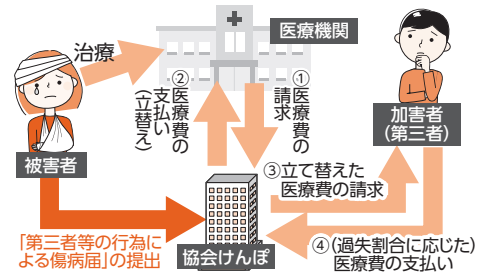 医療機関
治療
②医療費の
支払い
(立替え)
①医療費の
請求
加害者
(第三者)
被害者
③立て替えた
医療費の請求
「第三者等の行為に
よる傷病届」の提出
協会けんぽ
④(過失割合に応じた)
医療費の支払い